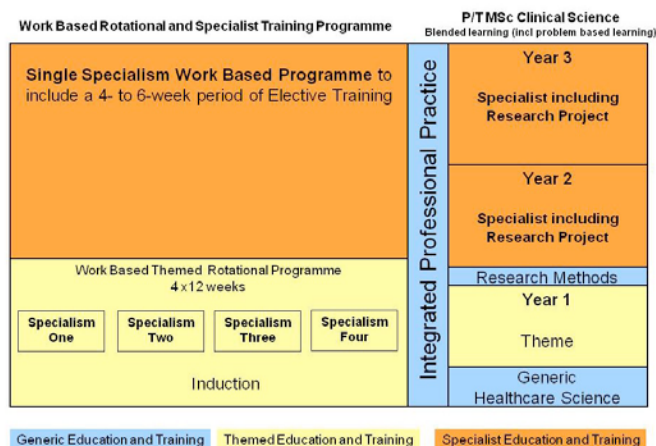 Work Based Rotational and Specialist Training Programme
P/TMSc Clinical Science
Blended learning (incl problem based learning)
Single Specialism Work Based Programme to
include a 4- to 6-week period of Elective Training
Work Based Themed Rotational Programme
4 x12 weeks
Specialism
One
Specialism
Two
Specialism
Three
Specialism
Four
Induction
Integrated Professional Practice
Year 3
Specialist including
Research Project
Year 2
Specialist including
Research Project
Research Methods
Year 1
Theme
Generic
Healthcare Science
Generic Education and Training
Themed Education and Training
Specialist Education and Training